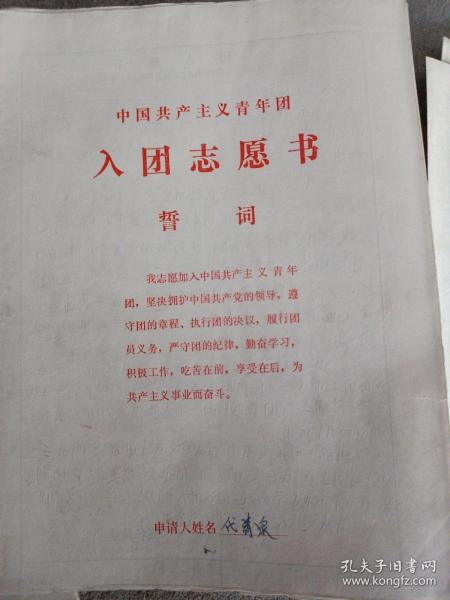 中国共产主义青年团
入团志愿书
誓 词
我志愿加入中国共产主义青年
团，坚决拥护中国共产党的领导，遵
守团的章程、执行团的决议，履行团
员义务，严守团的纪律，勤奋学习，
积极工作，吃苦在前，享受在后，为
共产主义事业而奋斗。
申请人姓名 代清泉
孔夫子旧书网
www.kongfz.com